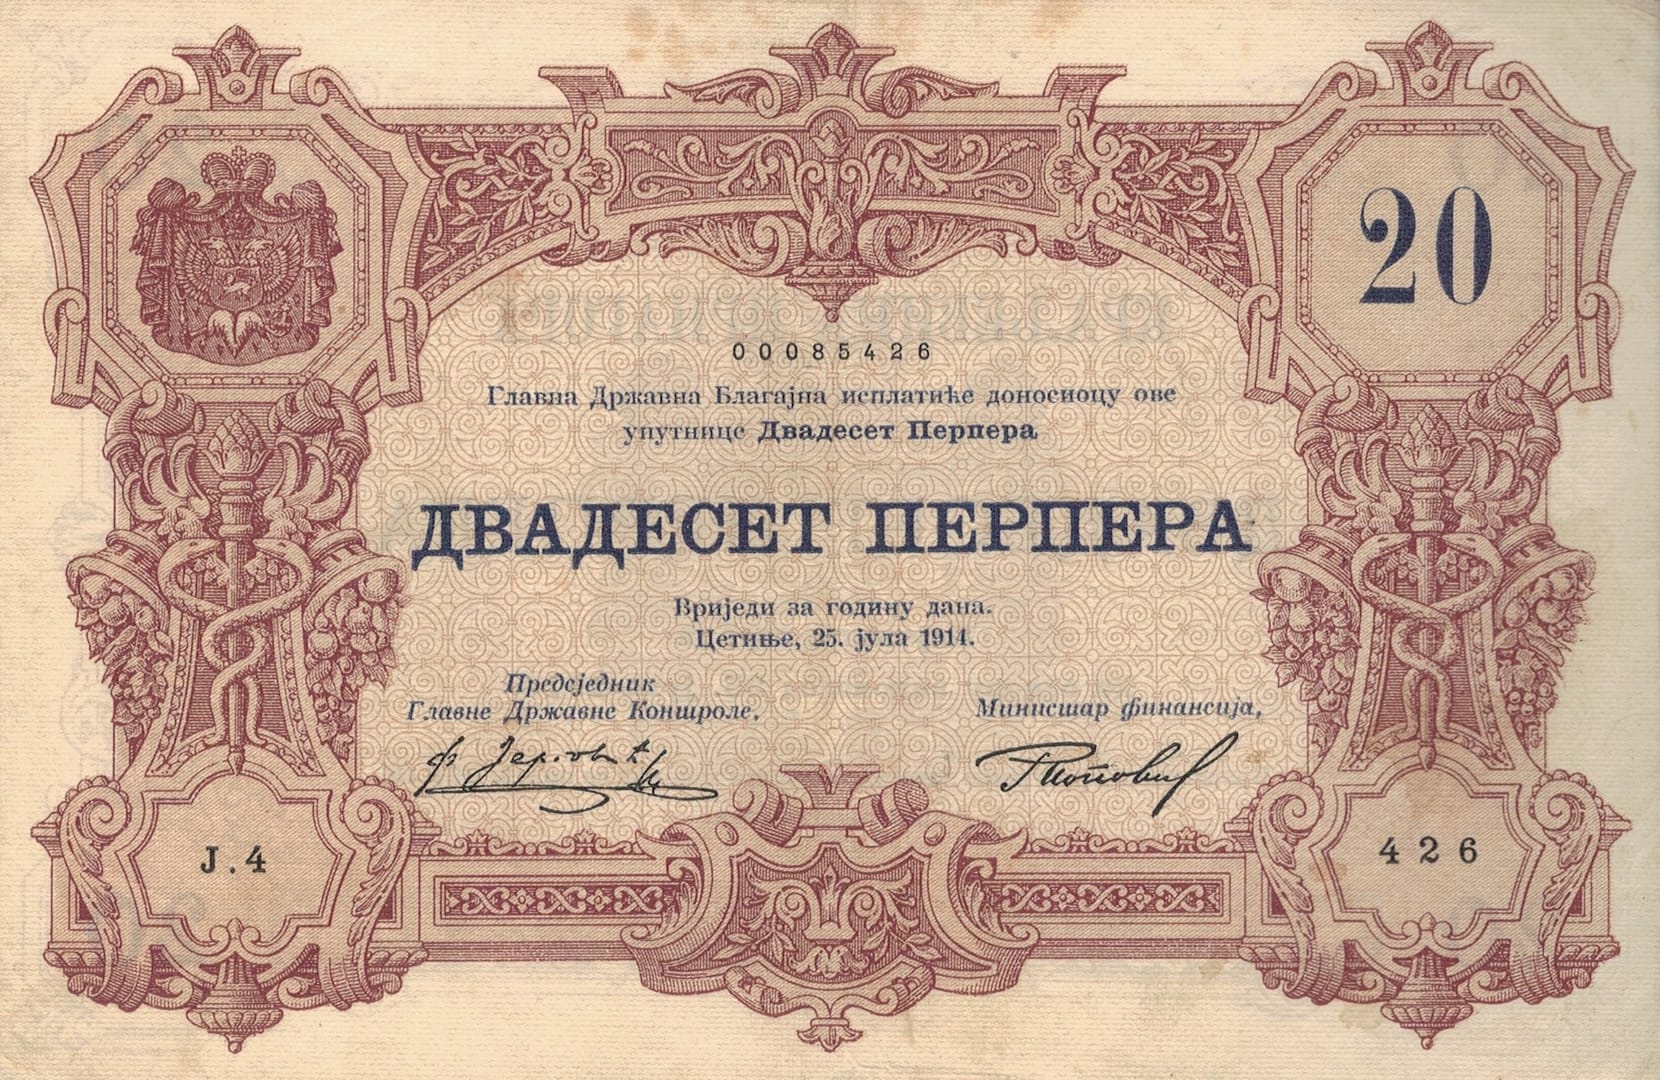 20
00085426
Главна Државна Благајна исплатиће доносиоцу ове
упутнице Двадесет Перпера
ДВАДЕСЕТ ПЕРПЕРА
Вриједи за годину дана.
Цетиње, 25. јула 1914.
Предсједник
Главне Државне Контроле,
Министар финансија,
J.4
426